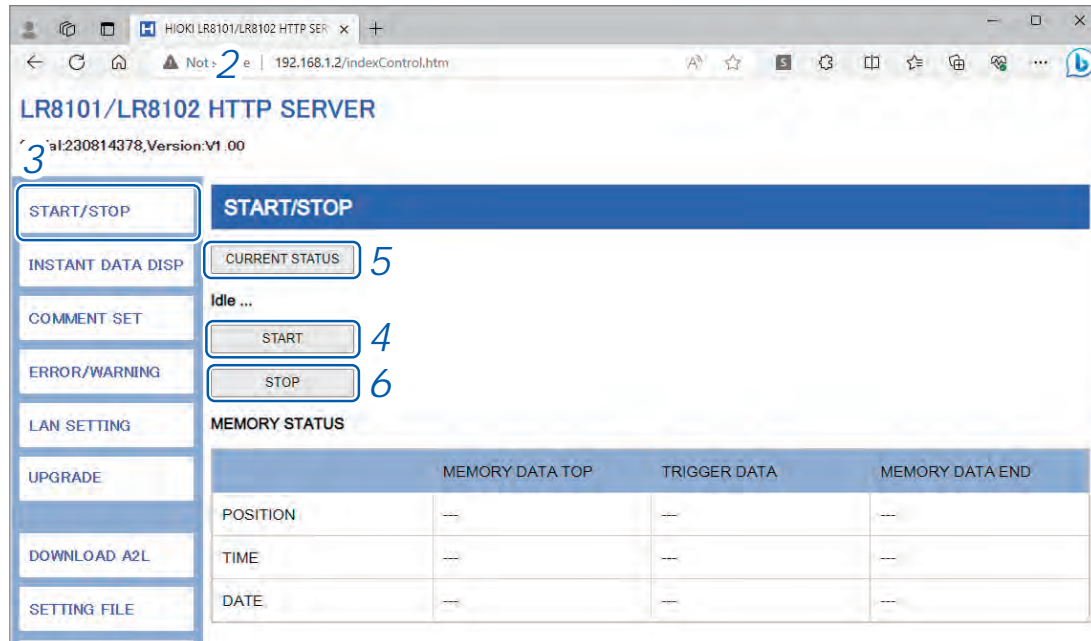 HIOKI LR8101/LR8102 HTTP SER
2
192.168.1.2/indexControl.htm
LR8101/LR8102 HTTP SERVER
3
al:230814378,Version:V1.00
START/STOP
START/STOP
CURRENT STATUS 5
INSTANT DATA DISP
Idle ...
COMMENT SET
START 4
ERROR/WARNING
STOP 6
LAN SETTING
MEMORY STATUS
MEMORY DATA TOP TRIGGER DATA MEMORY DATA END
UPGRADE
POSITION --- --- ---
DOWNLOAD A2L
TIME --- --- ---
DATE --- --- ---
SETTING FILE